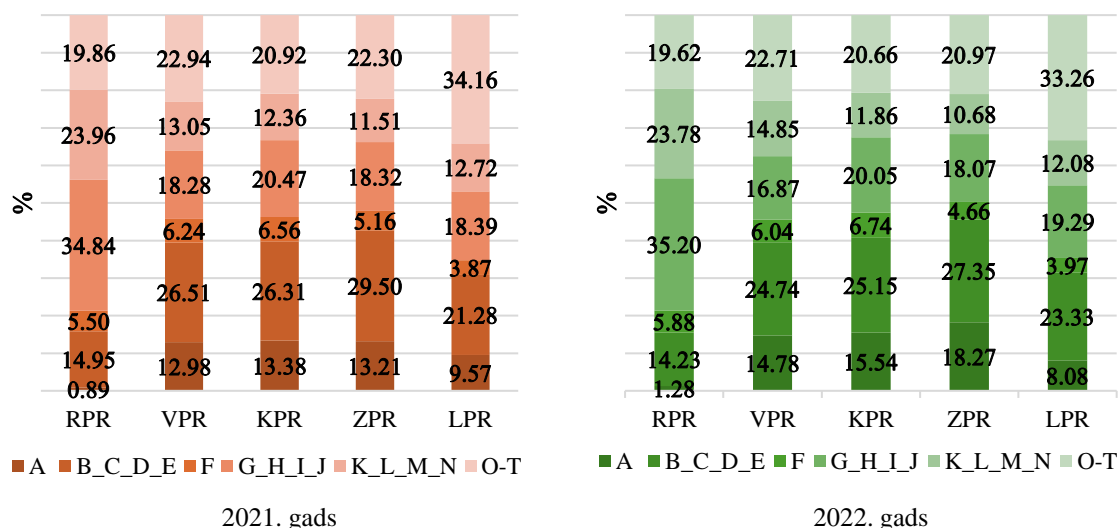 19.86 22.94 20.92 22.30 34.16
23.96 13.05 12.36 11.51 12.72
34.84 18.28 20.47 18.32 18.39
5.50 6.24 6.56 5.16 3.87
14.95 26.51 26.31 29.50 21.28
0.89 12.98 13.38 13.21 9.57
%
RPR VPR KPR ZPR LPR
A B_C_D_E F G_H_I_J K_L_M_N O-T
2021. gads
19.62 22.71 20.66 20.97 33.26
23.78 14.85 11.86 10.68 12.08
35.20 16.87 20.05 18.07 19.29
5.88 6.04 6.74 4.66 3.97
14.23 24.74 25.15 27.35 23.33
1.28 14.78 15.54 18.27 8.08
%
RPR VPR KPR ZPR LPR
A B_C_D_E F G_H_I_J K_L_M_N O-T
2022. gads